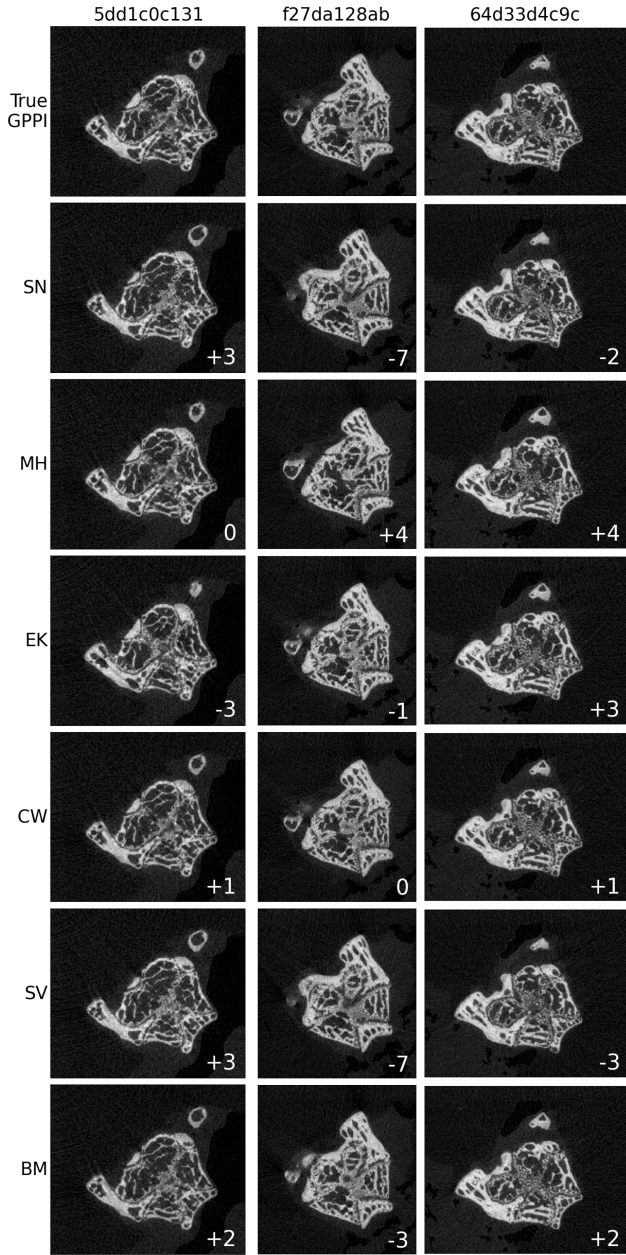 5dd1c0c131 f27da128ab 64d33d4c9c
True
GPPI
SN
+3 -7 -2
MH
0 +4 +4
EK
-3 -1 +3
CW
+1 0 +1
SV
+3 -7 -3
BM
+2 -3 +2